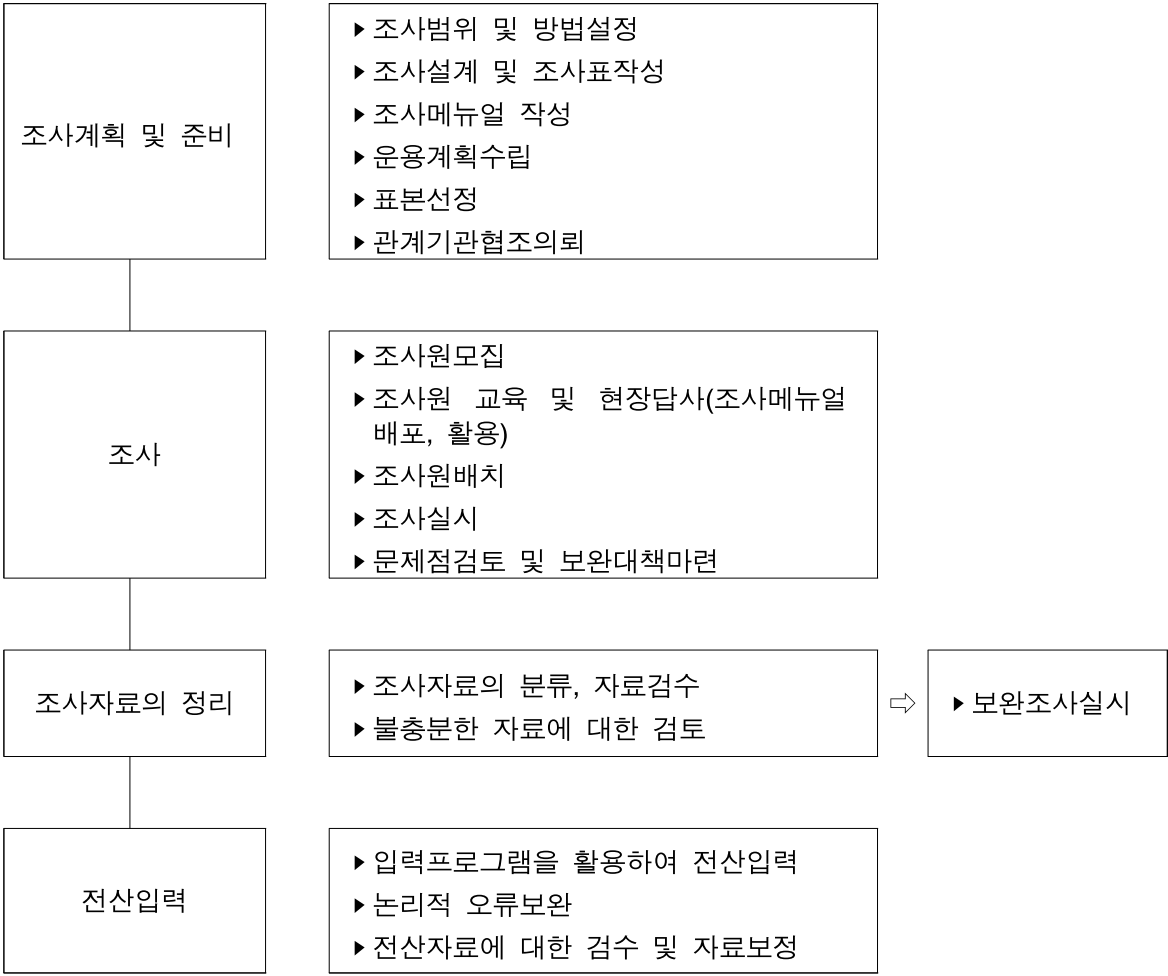 조사계획 및 준비
▶조사범위 및 방법설정
▶조사설계 및 조사표작성
▶조사메뉴얼 작성
▶운용계획수립
▶표본선정
▶관계기관협조의뢰
조사
▶조사원모집
▶조사원 교육 및 현장답사(조사메뉴얼
배포, 활용)
▶조사원배치
▶조사실시
▶문제점검토 및 보완대책마련
조사자료의 정리
▶조사자료의 분류, 자료검수
▶불충분한 자료에 대한 검토
⇨
▶보완조사실시
전산입력
▶입력프로그램을 활용하여 전산입력
▶논리적 오류보완
▶전산자료에 대한 검수 및 자료보정